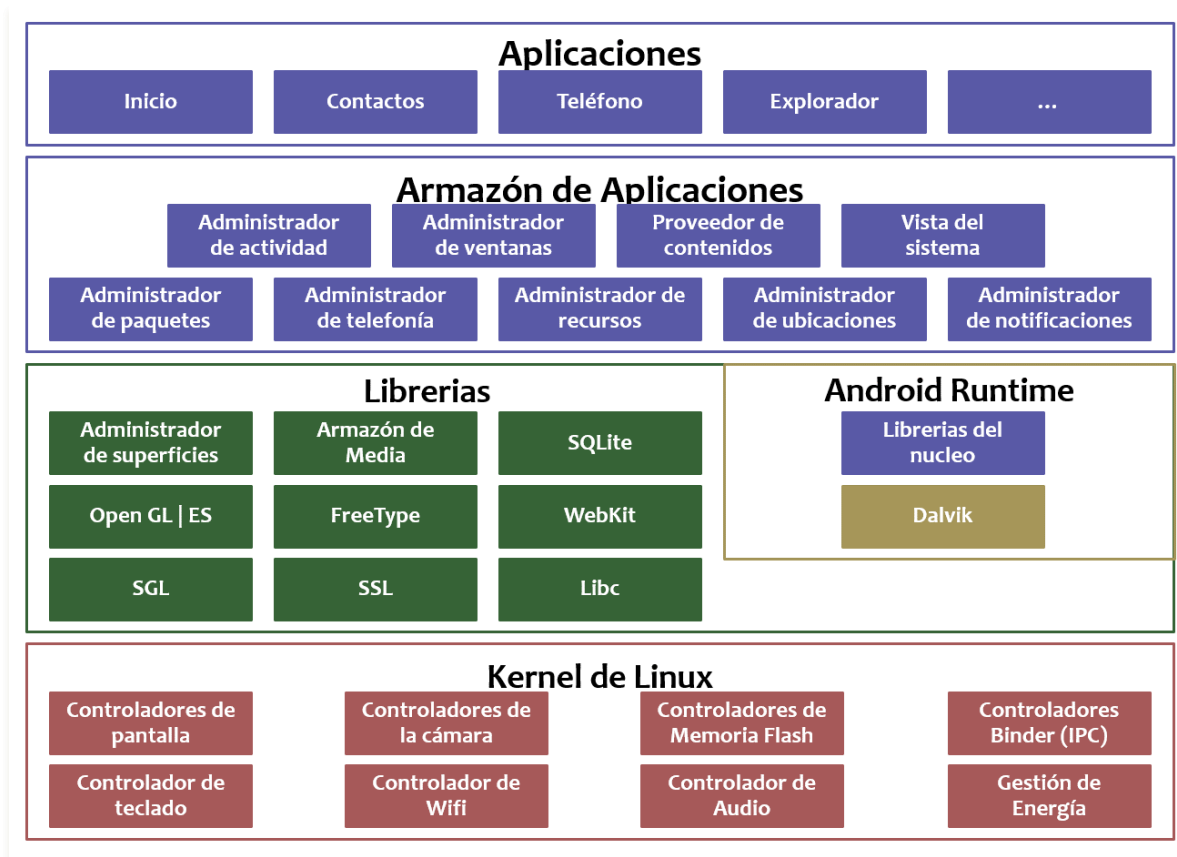 Aplicaciones
Inicio
Contactos
Teléfono
Explorador
...
Armazón de Aplicaciones
Administrador
de actividad
Administrador
de ventanas
Proveedor de
contenidos
Vista del
sistema
Administrador
de paquetes
Administrador
de telefonía
Administrador de
recursos
Administrador
de ubicaciones
Administrador
de notificaciones
Librerias
Administrador
de superficies
Armazón de
Media
SQLite
Open GL | ES
FreeType
WebKit
SGL
SSL
Libc
Android Runtime
Librerias del
nucleo
Dalvik
Kernel de Linux
Controladores de
pantalla
Controladores de
la cámara
Controladores de
Memoria Flash
Controladores
Binder (IPC)
Controlador de
teclado
Controlador de
Wifi
Controlador de
Audio
Gestión de
Energía